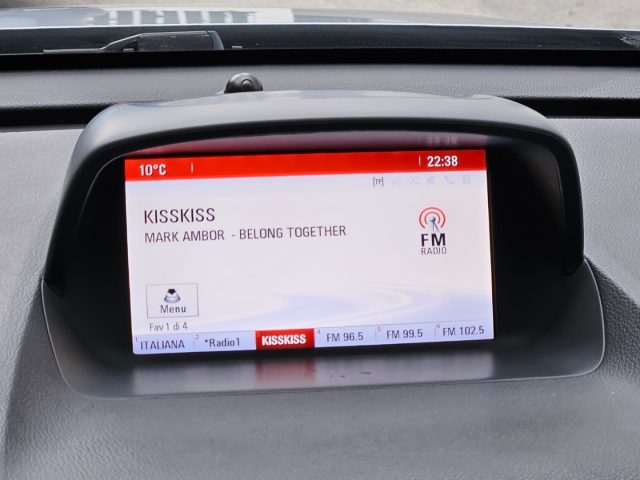 10°C 22:38
[TP]
KISSKISS
MARK AMBOR - BELONG TOGETHER
FM
RADIO
Menu
Fav 1 di 4
1 ITALIANA 2 *Radio1 KISSKISS 4 FM 96.5 5 FM 99.5 6 FM 102.5